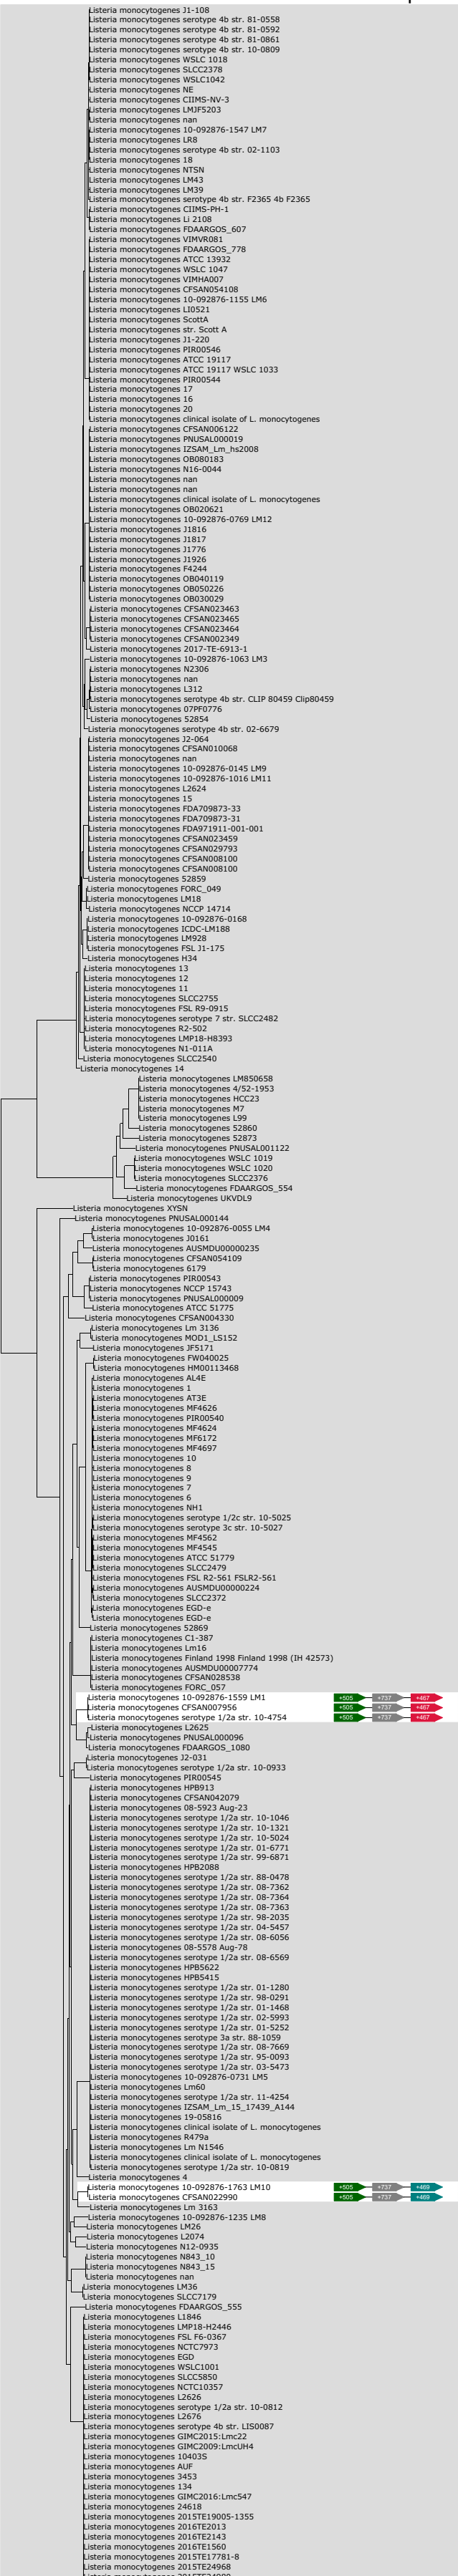 Listeria monocytogenes J1-108
Listeria monocytogenes serotype 4b str. 81-0558
Listeria monocytogenes serotype 4b str. 81-0592
Listeria monocytogenes serotype 4b str. 81-0861
Listeria monocytogenes serotype 4b str. 10-0809
Listeria monocytogenes WSLC 1018
Listeria monocytogenes SLCC2378
Listeria monocytogenes WSLC1042
Listeria monocytogenes NE
Listeria monocytogenes CIIMS-NV-3
Listeria monocytogenes LMJF5203
Listeria monocytogenes nan
Listeria monocytogenes 10-092876-1547 LM7
Listeria monocytogenes LR8
Listeria monocytogenes serotype 4b str. 02-1103
Listeria monocytogenes 18
Listeria monocytogenes NTSN
Listeria monocytogenes LM43
Listeria monocytogenes LM39
Listeria monocytogenes serotype 4b str. F2365 4b F2365
Listeria monocytogenes CIIMS-PH-1
Listeria monocytogenes Li 2108
Listeria monocytogenes FDAARGOS_607
Listeria monocytogenes VIMVR081
Listeria monocytogenes FDAARGOS_778
Listeria monocytogenes ATCC 13932
Listeria monocytogenes WSLC 1047
Listeria monocytogenes VIMHA007
Listeria monocytogenes CFSAN054108
Listeria monocytogenes 10-092876-1155 LM6
Listeria monocytogenes LI0521
Listeria monocytogenes ScottA
Listeria monocytogenes str. Scott A
Listeria monocytogenes J1-220
Listeria monocytogenes PIR00546
Listeria monocytogenes ATCC 19117
Listeria monocytogenes ATCC 19117 WSLC 1033
Listeria monocytogenes PIR00544
Listeria monocytogenes 17
Listeria monocytogenes 16
Listeria monocytogenes 20
Listeria monocytogenes clinical isolate of L. monocytogenes
Listeria monocytogenes CFSAN006122
Listeria monocytogenes PNUSAL000019
Listeria monocytogenes IZSAM_Lm_hs2008
Listeria monocytogenes OB080183
Listeria monocytogenes N16-0044
Listeria monocytogenes nan
Listeria monocytogenes nan
Listeria monocytogenes clinical isolate of L. monocytogenes
Listeria monocytogenes OB020621
Listeria monocytogenes 10-092876-0769 LM12
Listeria monocytogenes J1816
Listeria monocytogenes J1817
Listeria monocytogenes J1776
Listeria monocytogenes J1926
Listeria monocytogenes F4244
Listeria monocytogenes OB040119
Listeria monocytogenes OB050226
Listeria monocytogenes OB030029
Listeria monocytogenes CFSAN023463
Listeria monocytogenes CFSAN023465
Listeria monocytogenes CFSAN023464
Listeria monocytogenes CFSAN002349
Listeria monocytogenes 2017-TE-6913-1
Listeria monocytogenes 10-092876-1063 LM3
Listeria monocytogenes N2306
Listeria monocytogenes nan
Listeria monocytogenes L312
Listeria monocytogenes serotype 4b str. CLIP 80459 Clip80459
Listeria monocytogenes 07PF0776
Listeria monocytogenes 52854
Listeria monocytogenes serotype 4b str. 02-6679
Listeria monocytogenes J2-064
Listeria monocytogenes CFSAN010068
Listeria monocytogenes nan
Listeria monocytogenes 10-092876-0145 LM9
Listeria monocytogenes 10-092876-1016 LM11
Listeria monocytogenes L2624
Listeria monocytogenes 15
Listeria monocytogenes FDA709873-33
Listeria monocytogenes FDA709873-31
Listeria monocytogenes FDA971911-001-001
Listeria monocytogenes CFSAN023459
Listeria monocytogenes CFSAN029793
Listeria monocytogenes CFSAN008100
Listeria monocytogenes CFSAN008100
Listeria monocytogenes 52859
Listeria monocytogenes FORC_049
Listeria monocytogenes LM18
Listeria monocytogenes NCCP 14714
Listeria monocytogenes 10-092876-0168
Listeria monocytogenes ICDC-LM188
Listeria monocytogenes LM928
Listeria monocytogenes FSL J1-175
Listeria monocytogenes H34
Listeria monocytogenes 13
Listeria monocytogenes 12
Listeria monocytogenes 11
Listeria monocytogenes SLCC2755
Listeria monocytogenes FSL R9-0915
Listeria monocytogenes serotype 7 str. SLCC2482
Listeria monocytogenes R2-502
Listeria monocytogenes LMP18-H8393
Listeria monocytogenes N1-011A
Listeria monocytogenes SLCC2540
Listeria monocytogenes 14
Listeria monocytogenes LM850658
Listeria monocytogenes 4/52-1953
Listeria monocytogenes HCC23
Listeria monocytogenes M7
Listeria monocytogenes L99
Listeria monocytogenes 52860
Listeria monocytogenes 52873
Listeria monocytogenes PNUSAL001122
Listeria monocytogenes WSLC 1019
Listeria monocytogenes WSLC 1020
Listeria monocytogenes SLCC2376
Listeria monocytogenes FDAARGOS_554
Listeria monocytogenes UKVDL9
Listeria monocytogenes XYSN
Listeria monocytogenes PNUSAL000144
Listeria monocytogenes 10-092876-0055 LM4
Listeria monocytogenes J0161
Listeria monocytogenes AUSMDU00000235
Listeria monocytogenes CFSAN054109
Listeria monocytogenes 6179
Listeria monocytogenes PIR00543
Listeria monocytogenes NCCP 15743
Listeria monocytogenes PNUSAL000009
Listeria monocytogenes ATCC 51775
Listeria monocytogenes CFSAN004330
Listeria monocytogenes Lm 3136
Listeria monocytogenes MOD1_LS152
Listeria monocytogenes JF5171
Listeria monocytogenes FW040025
Listeria monocytogenes HM00113468
Listeria monocytogenes AL4E
Listeria monocytogenes 1
Listeria monocytogenes AT3E
Listeria monocytogenes MF4626
Listeria monocytogenes PIR00540
Listeria monocytogenes MF4624
Listeria monocytogenes MF6172
Listeria monocytogenes MF4697
Listeria monocytogenes 10
Listeria monocytogenes 8
Listeria monocytogenes 9
Listeria monocytogenes 7
Listeria monocytogenes 6
Listeria monocytogenes NH1
Listeria monocytogenes serotype 1/2c str. 10-5025
Listeria monocytogenes serotype 3c str. 10-5027
Listeria monocytogenes MF4562
Listeria monocytogenes MF4545
Listeria monocytogenes ATCC 51779
Listeria monocytogenes SLCC2479
Listeria monocytogenes FSL R2-561 FSLR2-561
Listeria monocytogenes AUSMDU00000224
Listeria monocytogenes SLCC2372
Listeria monocytogenes EGD-e
Listeria monocytogenes EGD-e
Listeria monocytogenes 52869
Listeria monocytogenes C1-387
Listeria monocytogenes Lm16
Listeria monocytogenes Finland 1998 Finland 1998 (IH 42573)
Listeria monocytogenes AUSMDU00007774
Listeria monocytogenes CFSAN028538
Listeria monocytogenes FORC_057
Listeria monocytogenes 10-092876-1559 LM1 +505 +737 +467
Listeria monocytogenes CFSAN007956 +505 +737 +467
Listeria monocytogenes serotype 1/2a str. 10-4754 +505 +737 +467
Listeria monocytogenes L2625
Listeria monocytogenes PNUSAL000096
Listeria monocytogenes FDAARGOS_1080
Listeria monocytogenes J2-031
Listeria monocytogenes serotype 1/2a str. 10-0933
Listeria monocytogenes PIR00545
Listeria monocytogenes HPB913
Listeria monocytogenes CFSAN042079
Listeria monocytogenes 08-5923 Aug-23
Listeria monocytogenes serotype 1/2a str. 10-1046
Listeria monocytogenes serotype 1/2a str. 10-1321
Listeria monocytogenes serotype 1/2a str. 10-5024
Listeria monocytogenes serotype 1/2a str. 01-6771
Listeria monocytogenes serotype 1/2a str. 99-6871
Listeria monocytogenes HPB2088
Listeria monocytogenes serotype 1/2a str. 88-0478
Listeria monocytogenes serotype 1/2a str. 08-7362
Listeria monocytogenes serotype 1/2a str. 08-7364
Listeria monocytogenes serotype 1/2a str. 08-7363
Listeria monocytogenes serotype 1/2a str. 98-2035
Listeria monocytogenes serotype 1/2a str. 04-5457
Listeria monocytogenes serotype 1/2a str. 08-6056
Listeria monocytogenes 08-5578 Aug-78
Listeria monocytogenes serotype 1/2a str. 08-6569
Listeria monocytogenes HPB5622
Listeria monocytogenes HPB5415
Listeria monocytogenes serotype 1/2a str. 01-1280
Listeria monocytogenes serotype 1/2a str. 98-0291
Listeria monocytogenes serotype 1/2a str. 01-1468
Listeria monocytogenes serotype 1/2a str. 02-5993
Listeria monocytogenes serotype 1/2a str. 01-5252
Listeria monocytogenes serotype 3a str. 88-1059
Listeria monocytogenes serotype 1/2a str. 08-7669
Listeria monocytogenes serotype 1/2a str. 95-0093
Listeria monocytogenes serotype 1/2a str. 03-5473
Listeria monocytogenes 10-092876-0731 LM5
Listeria monocytogenes Lm60
Listeria monocytogenes serotype 1/2a str. 11-4254
Listeria monocytogenes IZSAM_Lm_15_17439_A144
Listeria monocytogenes 19-05816
Listeria monocytogenes clinical isolate of L. monocytogenes
Listeria monocytogenes R479a
Listeria monocytogenes Lm N1546
Listeria monocytogenes clinical isolate of L. monocytogenes
Listeria monocytogenes serotype 1/2a str. 10-0819
Listeria monocytogenes 4
Listeria monocytogenes 10-092876-1763 LM10 +505 +737 +469
Listeria monocytogenes CFSAN022990 +505 +737 +469
Listeria monocytogenes Lm 3163
Listeria monocytogenes 10-092876-1235 LM8
Listeria monocytogenes LM26
Listeria monocytogenes L2074
Listeria monocytogenes N12-0935
Listeria monocytogenes N843_10
Listeria monocytogenes N843_15
Listeria monocytogenes nan
Listeria monocytogenes LM36
Listeria monocytogenes SLCC7179
Listeria monocytogenes FDAARGOS_555
Listeria monocytogenes L1846
Listeria monocytogenes LMP18-H2446
Listeria monocytogenes FSL F6-0367
Listeria monocytogenes NCTC7973
Listeria monocytogenes EGD
Listeria monocytogenes WSLC1001
Listeria monocytogenes SLCC5850
Listeria monocytogenes NCTC10357
Listeria monocytogenes L2626
Listeria monocytogenes serotype 1/2a str. 10-0812
Listeria monocytogenes L2676
Listeria monocytogenes serotype 4b str. LIS0087
Listeria monocytogenes GIMC2015:Lmc22
Listeria monocytogenes GIMC2009:LmcUH4
Listeria monocytogenes 10403S
Listeria monocytogenes AUF
Listeria monocytogenes 3453
Listeria monocytogenes 134
Listeria monocytogenes GIMC2016:Lmc547
Listeria monocytogenes 24618
Listeria monocytogenes 2015TE19005-1355
Listeria monocytogenes 2016TE2013
Listeria monocytogenes 2016TE2143
Listeria monocytogenes 2016TE1560
Listeria monocytogenes 2015TE17781-8
Listeria monocytogenes 2015TE24968